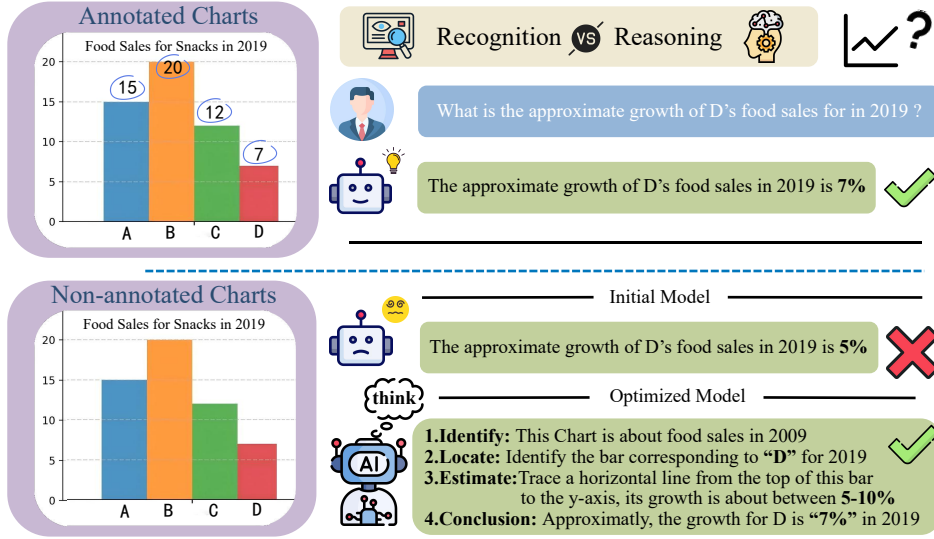 Annotated Charts
Food Sales for Snacks in 2019
20
15
10
5
0
15
20
12
7
A B C D
Recognition VS Reasoning
?
What is the approximate growth of D's food sales for in 2019 ?
The approximate growth of D's food sales in 2019 is 7%
Non-annotated Charts
Food Sales for Snacks in 2019
20
15
10
5
0
A B C D
Initial Model
The approximate growth of D's food sales in 2019 is 5%
Optimized Model
think
AI
1.Identify: This Chart is about food sales in 2009
2.Locate: Identify the bar corresponding to “D” for 2019
3.Estimate:Trace a horizontal line from the top of this bar
to the y-axis, its growth is about between 5-10%
4.Conclusion: Approximatly, the growth for D is “7%” in 2019